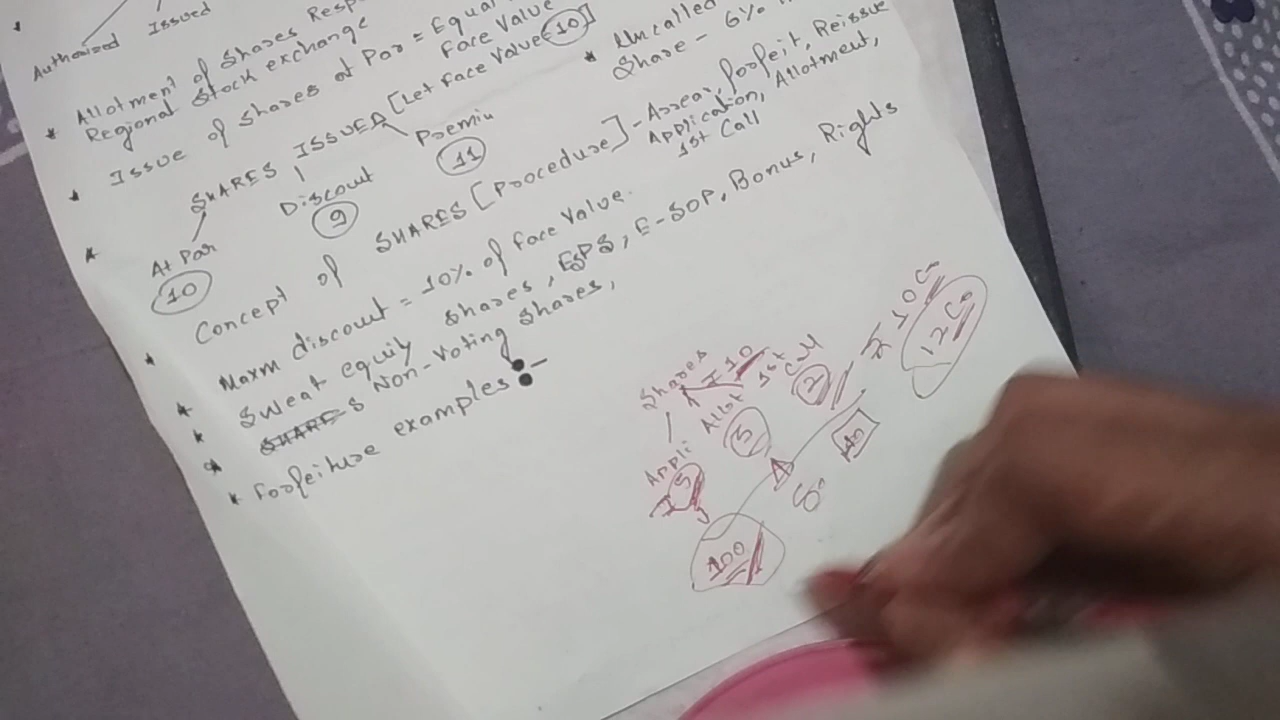 Authorised Issued
* Allotment of Shares
Regional Stock exchange
* Issue of Shares at Par = Equal
Face Value
SHARES ISSUED [Let Face Value = 10]
At Par
10
Discout
9
Premiu
11
* Uncalled
Share - 6%
* Concept of SHARES [Procedure] - Arrear, forfeit, Reissue
Application, Allotment,
1st Call
* Maxm discount = 10% of Face Value.
* Sweat equity shares, ESPS, E-SOP, Bonus, Rights
Non-Voting Shares,
* Forfeiture examples :-
Shares
10
Appli
5
Allot
3
1st Call
2
100